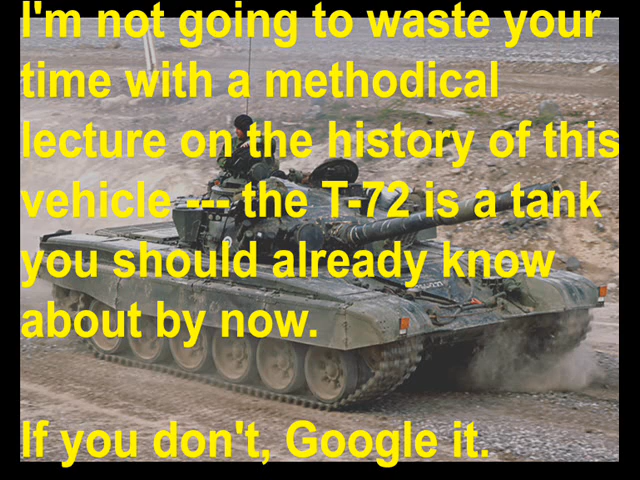 I'm not going to waste your
time with a methodical
lecture on the history of this
vehicle --- the T-72 is a tank
you should already know
about by now.
If you don't, Google it.